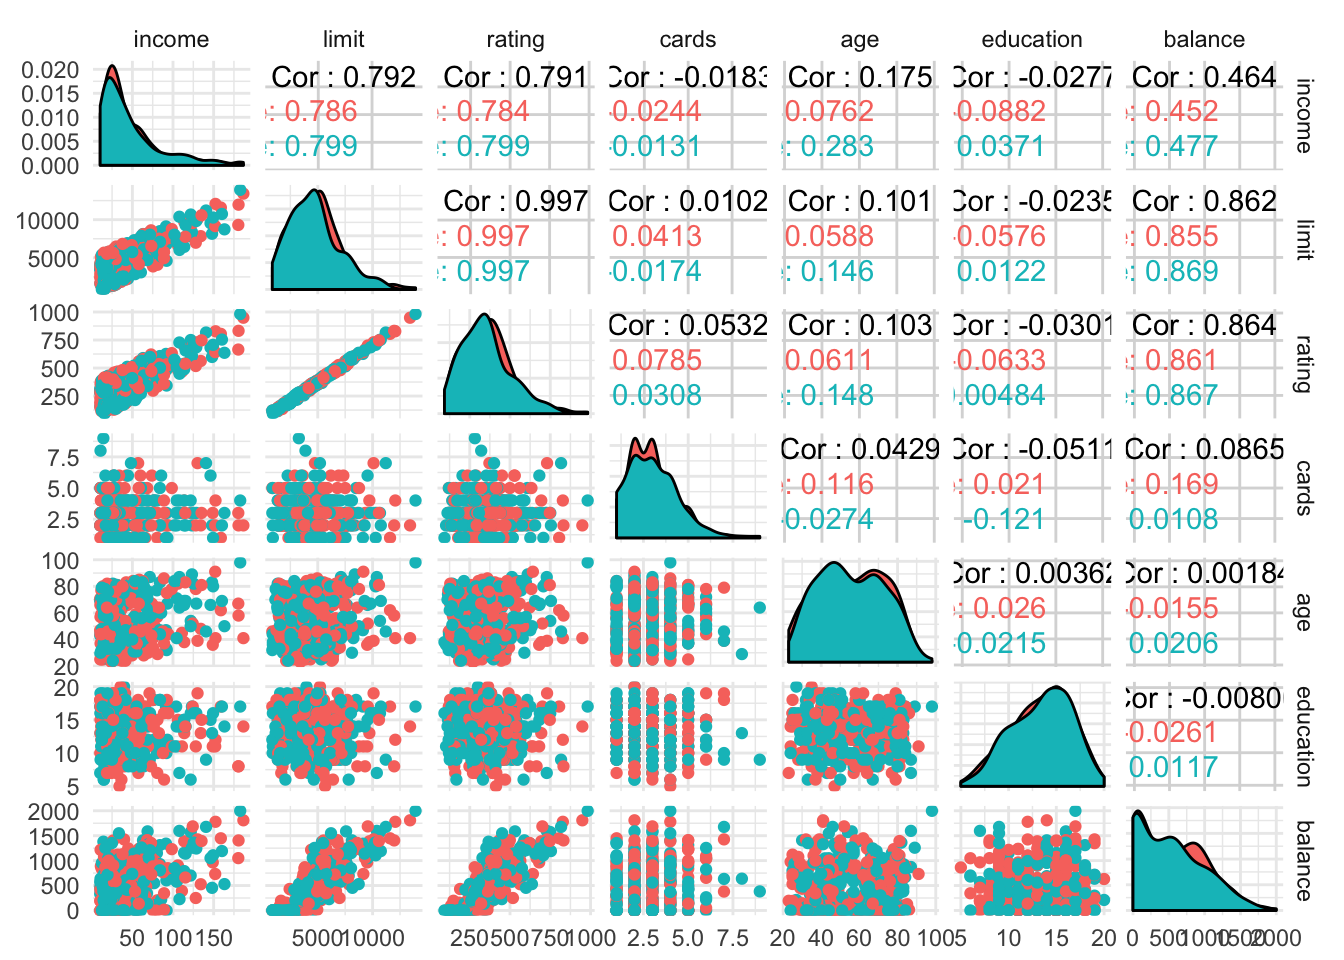 income limit rating cards age education balance
0.020
0.015
0.010
0.005
0.000
Cor : 0.792
: 0.786
: 0.799
Cor : 0.791
: 0.784
: 0.799
Cor : -0.0183
-0.0244
-0.0131
Cor : 0.175
0.0762
: 0.283
Cor : -0.0277
-0.0882
0.0371
Cor : 0.464
: 0.452
: 0.477
income
10000
5000
Cor : 0.997
: 0.997
: 0.997
Cor : 0.0102
0.0413
-0.0174
Cor : 0.101
0.0588
: 0.146
Cor : -0.0235
-0.0576
0.0122
Cor : 0.862
: 0.855
: 0.869
limit
1000
750
500
250
Cor : 0.0532
0.0785
0.0308
Cor : 0.103
0.0611
: 0.148
Cor : -0.0301
-0.0633
.00484
Cor : 0.864
: 0.861
: 0.867
rating
7.5
5.0
2.5
Cor : 0.0429
: 0.116
-0.0274
Cor : -0.0511
: 0.021
-0.121
Cor : 0.0865
: 0.169
0.0108
cards
100
80
60
40
20
Cor : 0.00362
: 0.026
-0.0215
Cor : 0.00184
-0.0155
0.0206
age
20
15
10
5
Cor : -0.0080
-0.0261
0.0117
education
2000
1500
1000
500
0
balance
50 100 150 5000 10000 250 500 750 1000 2.5 5.0 7.5 20 40 60 80 100 5 10 15 20 0 500 1000 1500 2000